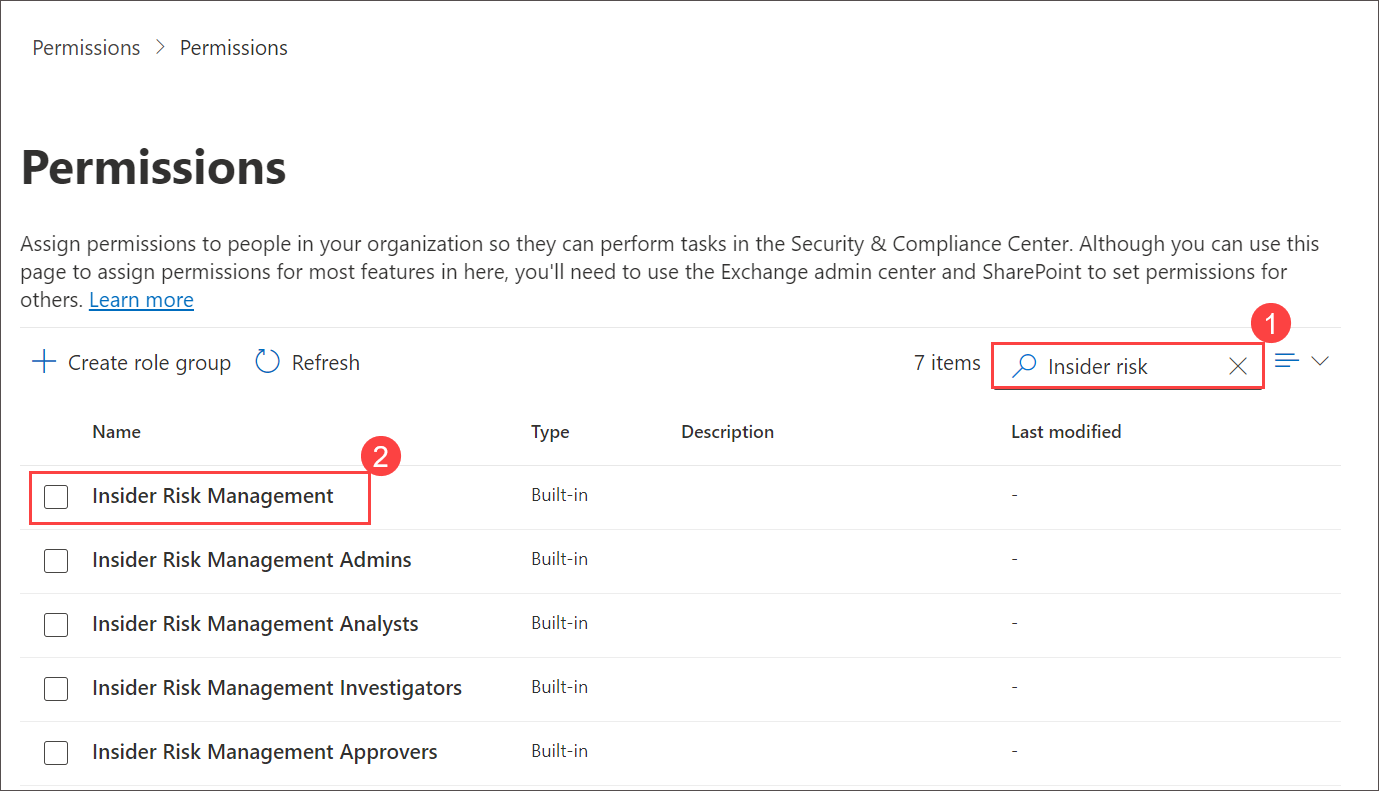 Permissions > Permissions
Permissions
Assign permissions to people in your organization so they can perform tasks in the Security & Compliance Center. Although you can use this
page to assign permissions for most features in here, you'll need to use the Exchange admin center and SharePoint to set permissions for
others. Learn more
1
Create role group Refresh 7 items Insider risk
Name Type Description Last modified
2
Insider Risk Management Built-in -
Insider Risk Management Admins Built-in -
Insider Risk Management Analysts Built-in -
Insider Risk Management Investigators Built-in -
Insider Risk Management Approvers Built-in -